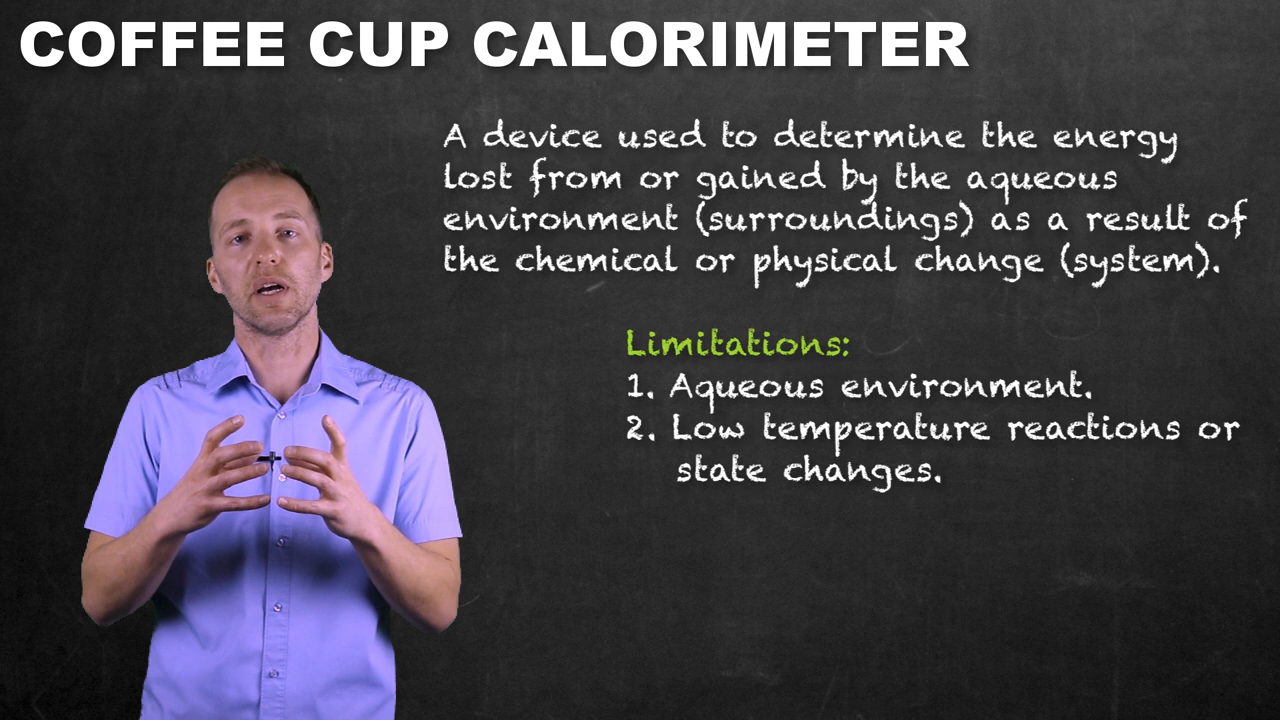 COFFEE CUP CALORIMETER
A device used to determine the energy
lost from or gained by the aqueous
environment (surroundings) as a result of
the chemical or physical change (system).
Limitations:
1. Aqueous environment.
2. Low temperature reactions or
state changes.